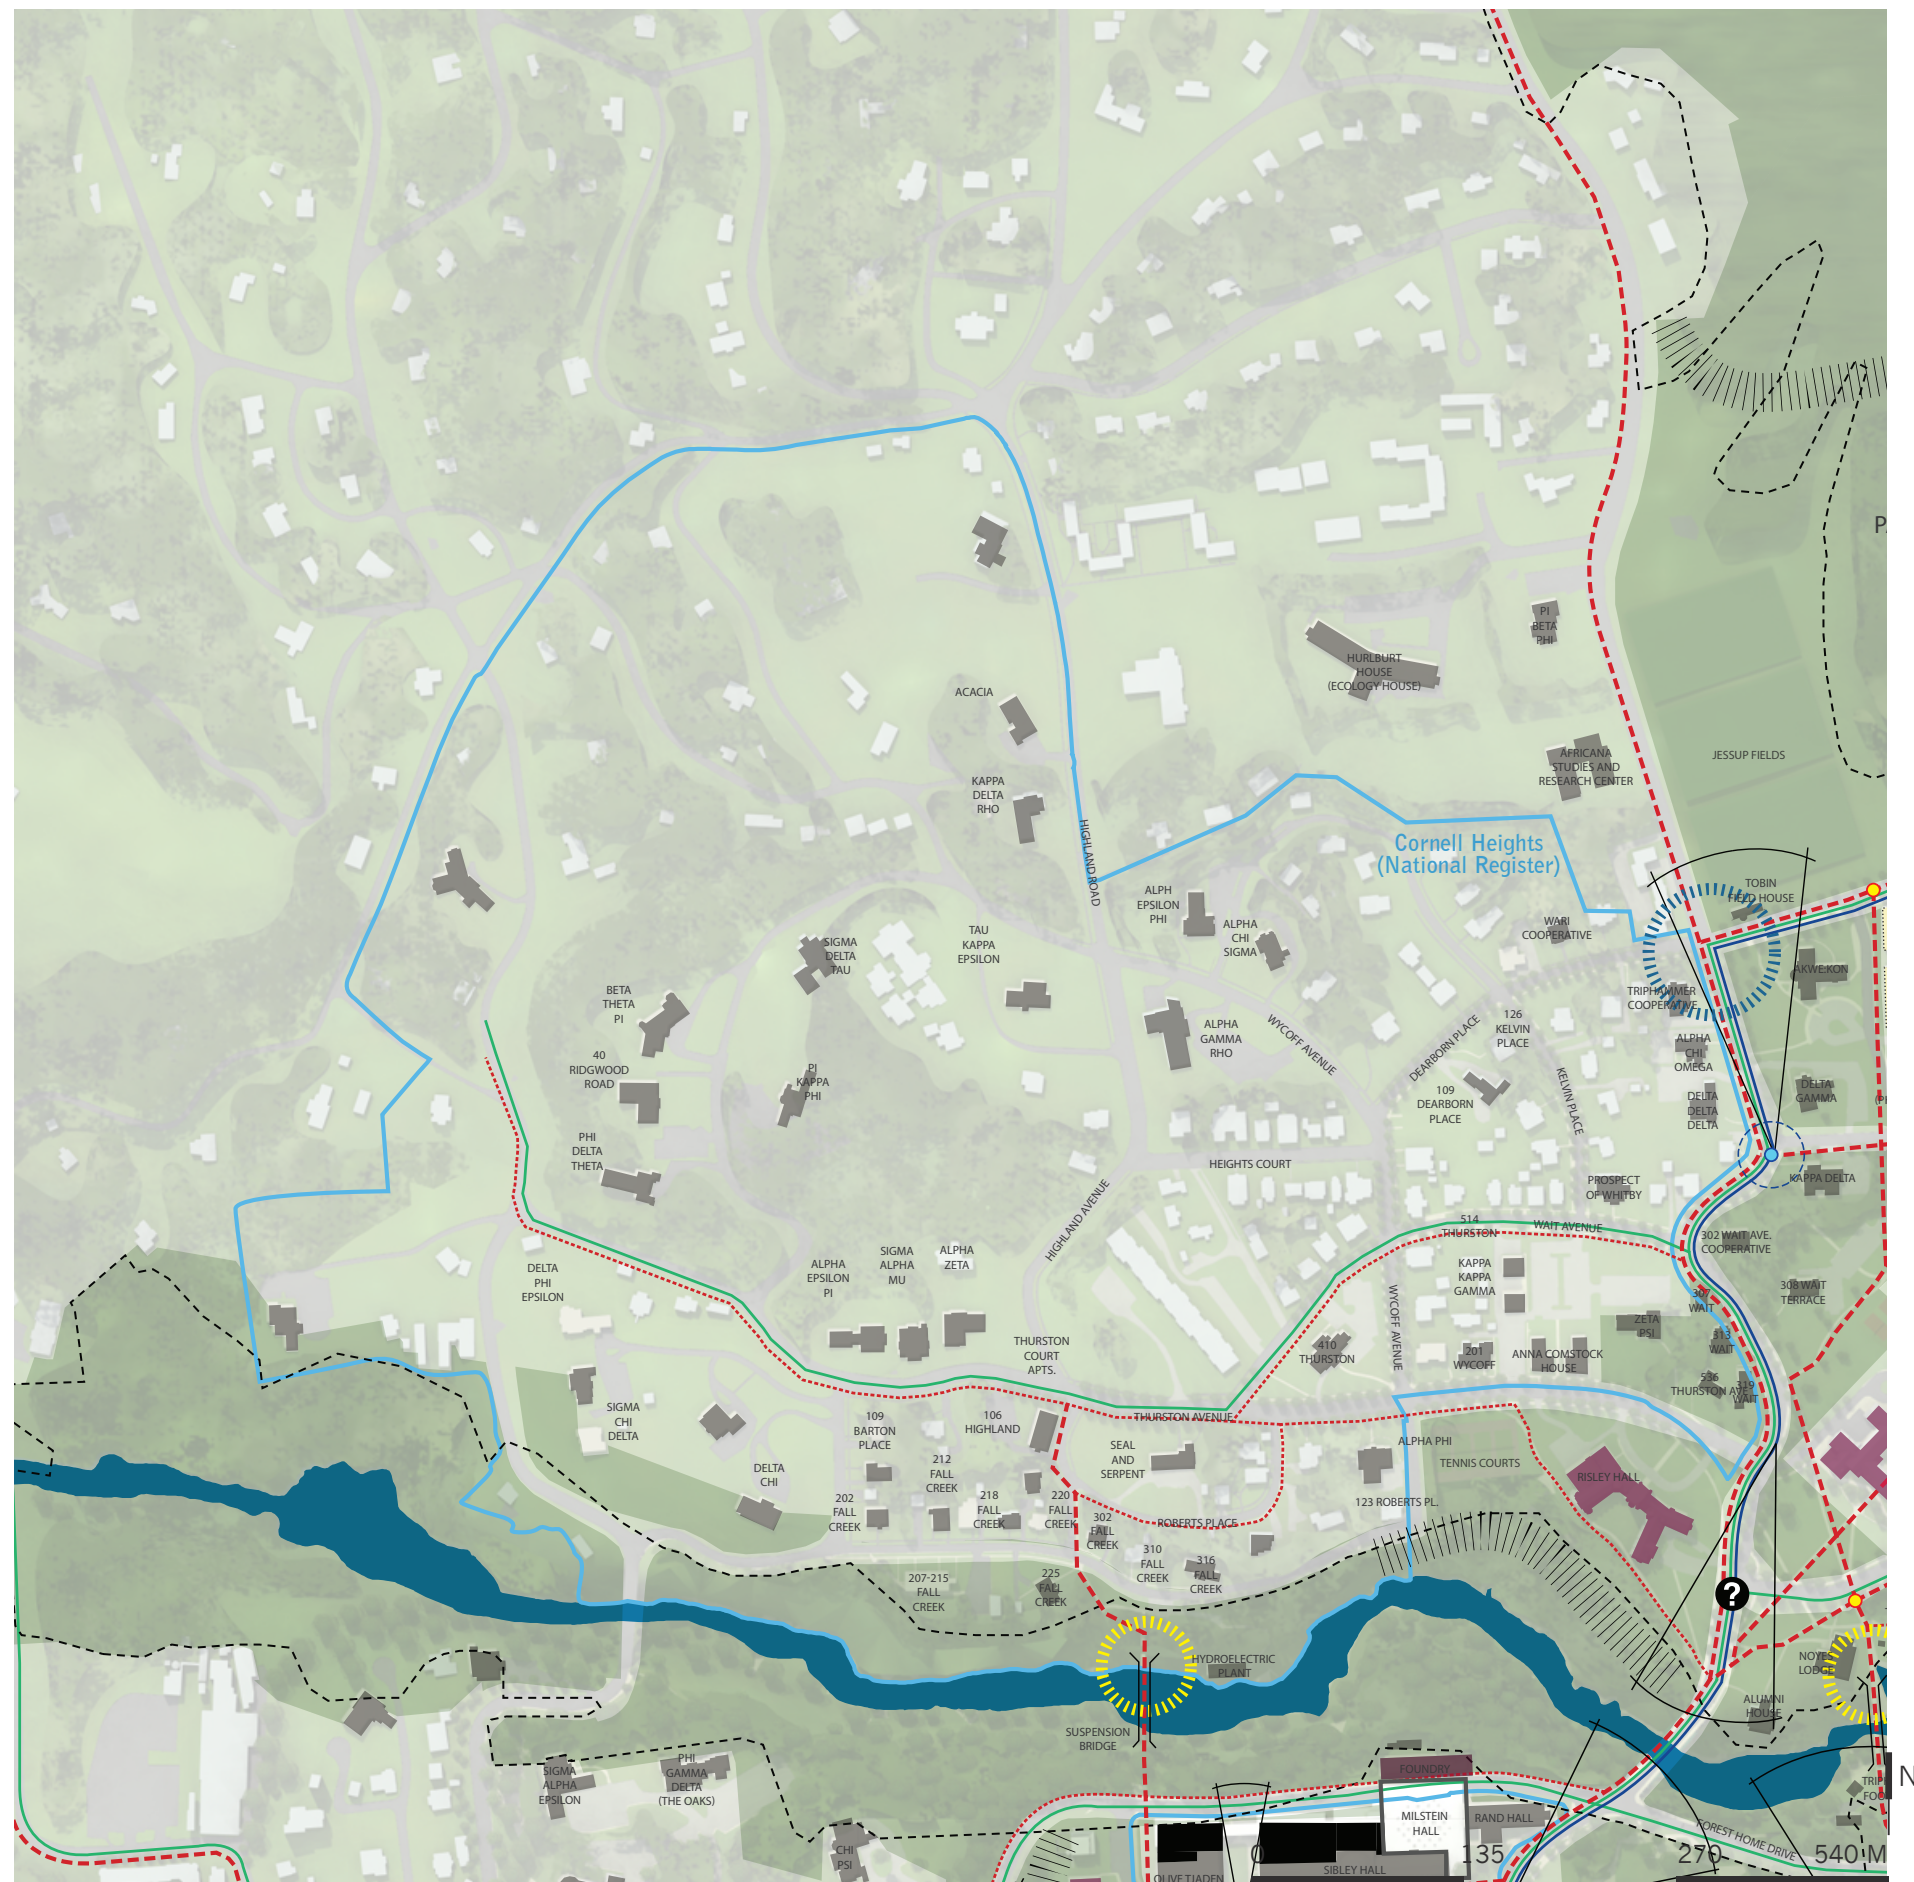 PI
BETA
PHI
HURLBURT
HOUSE
(ECOLOGY HOUSE)
ACACIA
AFRICANA
STUDIES AND
RESEARCH CENTER
JESSUP FIELDS
KAPPA
DELTA
RHO
HIGHLAND ROAD
Cornell Heights
(National Register)
TOBIN
FIELD HOUSE
ALPH
EPSILON
PHI
ALPHA
CHI
SIGMA
WARI
COOPERATIVE
TAU
KAPPA
EPSILON
SIGMA
DELTA
TAU
AKWE:KON
BETA
THETA
PI
TRIPHAMMER
COOPERATIVE
126
KELVIN
PLACE
ALPHA
GAMMA
RHO
WYCOFF AVENUE
DEARBORN PLACE
ALPHA
CHI
OMEGA
40
RIDGWOOD
ROAD
PI
KAPPA
PHI
109
DEARBORN
PLACE
KELVIN PLACE
DELTA
GAMMA
DELTA
DELTA
DELTA
PHI
DELTA
THETA
HEIGHTS COURT
KAPPA DELTA
PROSPECT
OF WHITBY
HIGHLAND AVENUE
514
THURSTON
WAIT AVENUE
302 WAIT AVE.
COOPERATIVE
DELTA
PHI
EPSILON
ALPHA
EPSILON
PI
SIGMA
ALPHA
MU
ALPHA
ZETA
KAPPA
KAPPA
GAMMA
308 WAIT
TERRACE
307
WAIT
ZETA
PSI
313
WAIT
WYCOFF AVENUE
THURSTON
COURT
APTS.
410
THURSTON
201
WYCOFF
ANNA COMSTOCK
HOUSE
536
THURSTON AVE
319
WAIT
SIGMA
CHI
DELTA
109
BARTON
PLACE
106
HIGHLAND
THURSTON AVENUE
SEAL
AND
SERPENT
ALPHA PHI
TENNIS COURTS
RISLEY HALL
DELTA
CHI
212
FALL
CREEK
202
FALL
CREEK
218
FALL
CREEK
220
FALL
CREEK
123 ROBERTS PL.
302
FALL
CREEK
ROBERTS PLACE
310
FALL
CREEK
316
FALL
CREEK
207-215
FALL
CREEK
225
FALL
CREEK
?
HYDROELECTRIC
PLANT
NOYES
LODGE
SUSPENSION
BRIDGE
ALUMNI
HOUSE
SIGMA
ALPHA
EPSILON
PHI
GAMMA
DELTA
(THE OAKS)
FOUNDRY
MILSTEIN
HALL
RAND HALL
FOREST HOME DRIVE
CHI
PSI
SIBLEY HALL
OLIVE TJADEN
0
135
270
540 M
N